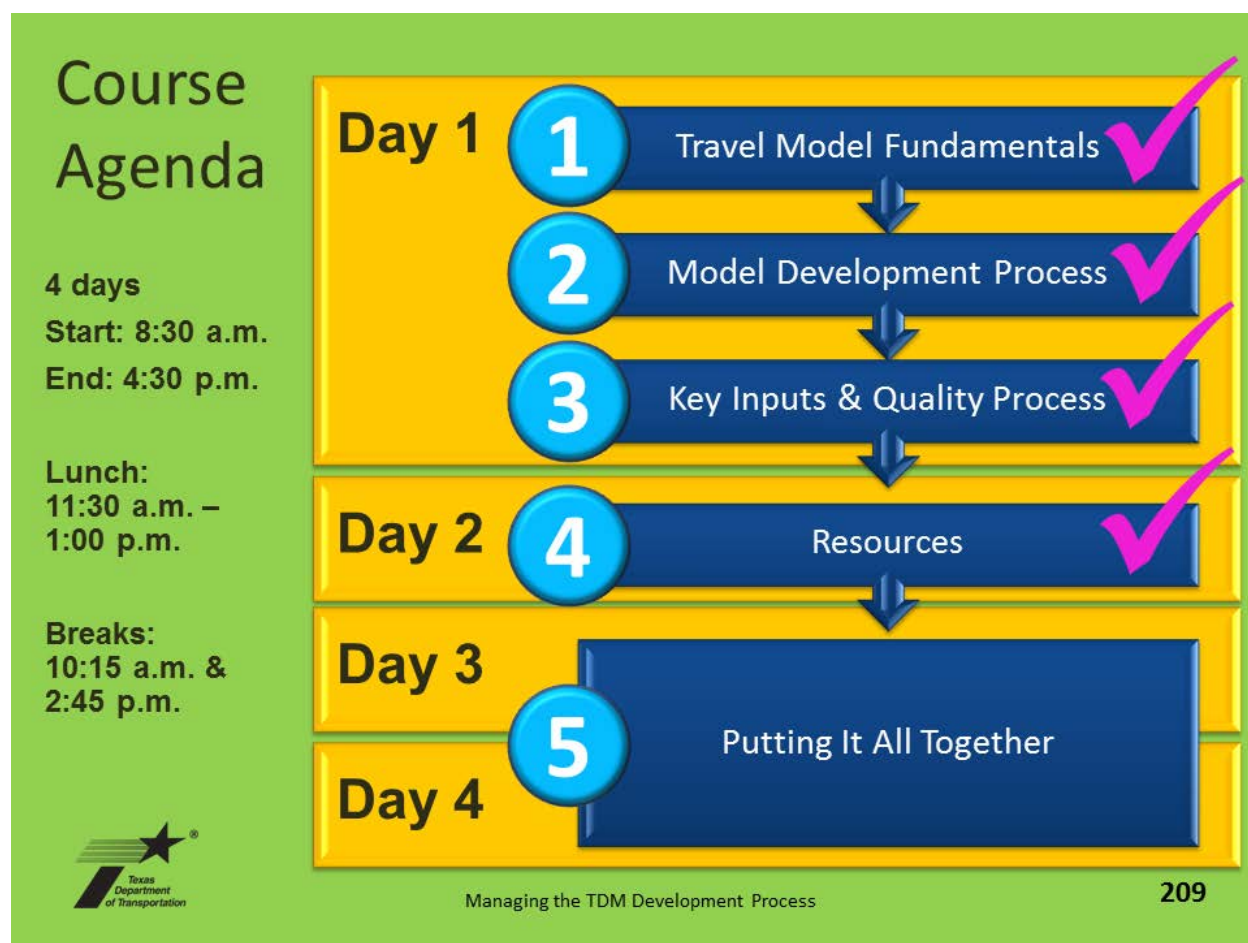 Course
Agenda
4 days
Start: 8:30 a.m.
End: 4:30 p.m.
Lunch:
11:30 a.m. –
1:00 p.m.
Breaks:
10:15 a.m. &
2:45 p.m.
Day 1
1
Travel Model Fundamentals
2
Model Development Process
3
Key Inputs & Quality Process
Day 2
4
Resources
Day 3
5
Putting It All Together
Day 4
®
Texas
Department
of Transportation
Managing the TDM Development Process
209